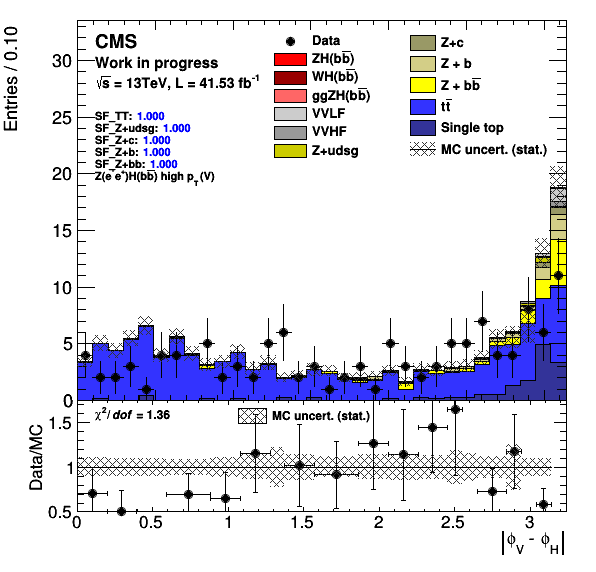 Entries / 0.10
30
25
20
15
10
5
0
CMS
Work in progress
√s = 13TeV, L = 41.53 fb⁻¹
SF_TT: 1.000
SF_Z+udsg: 1.000
SF_Z+c: 1.000
SF_Z+b: 1.000
SF_Z+bb: 1.000
Z(e⁻e⁺)H(bb̅) high p_T(V)
Data
ZH(bb̅)
WH(bb̅)
ggZH(bb̅)
VVLF
VVHF
Z+udsg
Z+c
Z + b
Z + bb̅
tt̅
Single top
MC uncert. (stat.)
Data/MC
1.5
1
0.5
χ²/dof = 1.36
MC uncert. (stat.)
0 0.5 1 1.5 2 2.5 3
|ϕ_V - ϕ_H|